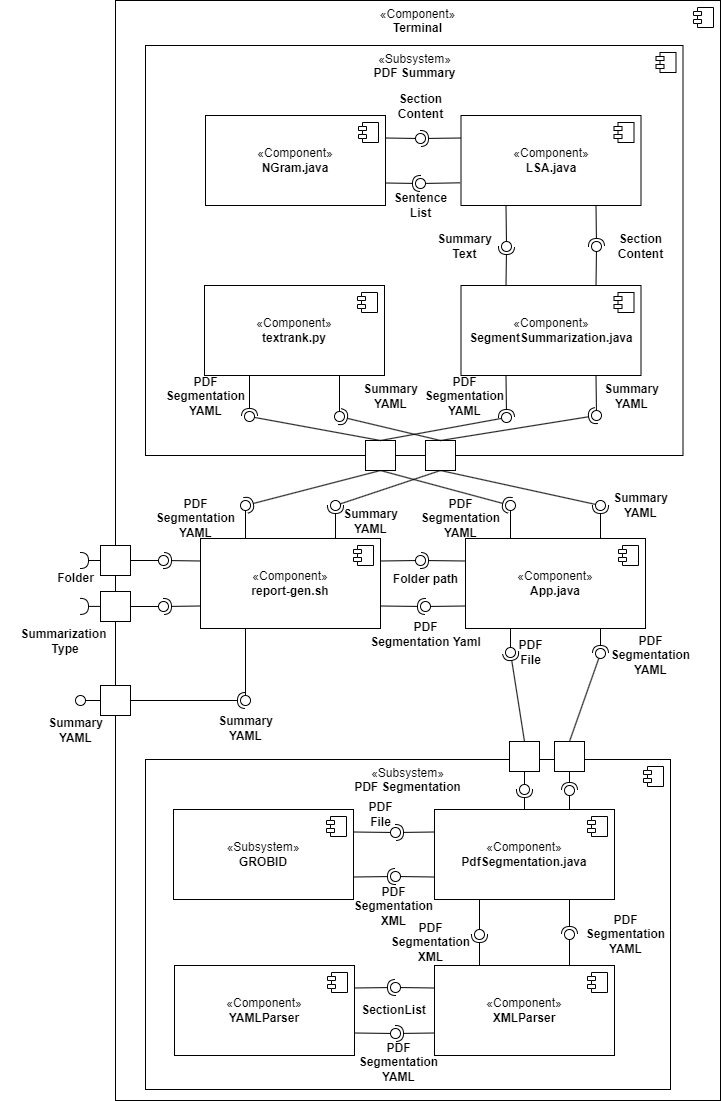 «Component»
Terminal
«Subsystem»
PDF Summary
Section
Content
«Component»
NGram.java
«Component»
LSA.java
Sentence
List
Summary
Text
Section
Content
«Component»
textrank.py
«Component»
SegmentSummarization.java
PDF
Segmentation
YAML
Summary
YAML
PDF
Segmentation
YAML
Summary
YAML
PDF
Segmentation
YAML
Summary
YAML
PDF
Segmentation
YAML
Summary
YAML
Folder
«Component»
report-gen.sh
Folder path
«Component»
App.java
Summarization
Type
PDF
Segmentation Yaml
PDF
File
PDF
Segmentation
YAML
Summary
YAML
Summary
YAML
«Subsystem»
PDF Segmentation
PDF
File
«Subsystem»
GROBID
«Component»
PdfSegmentation.java
PDF
Segmentation
XML
PDF
Segmentation
XML
PDF
Segmentation
YAML
«Component»
YAMLParser
SectionList
«Component»
XMLParser
PDF
Segmentation
YAML